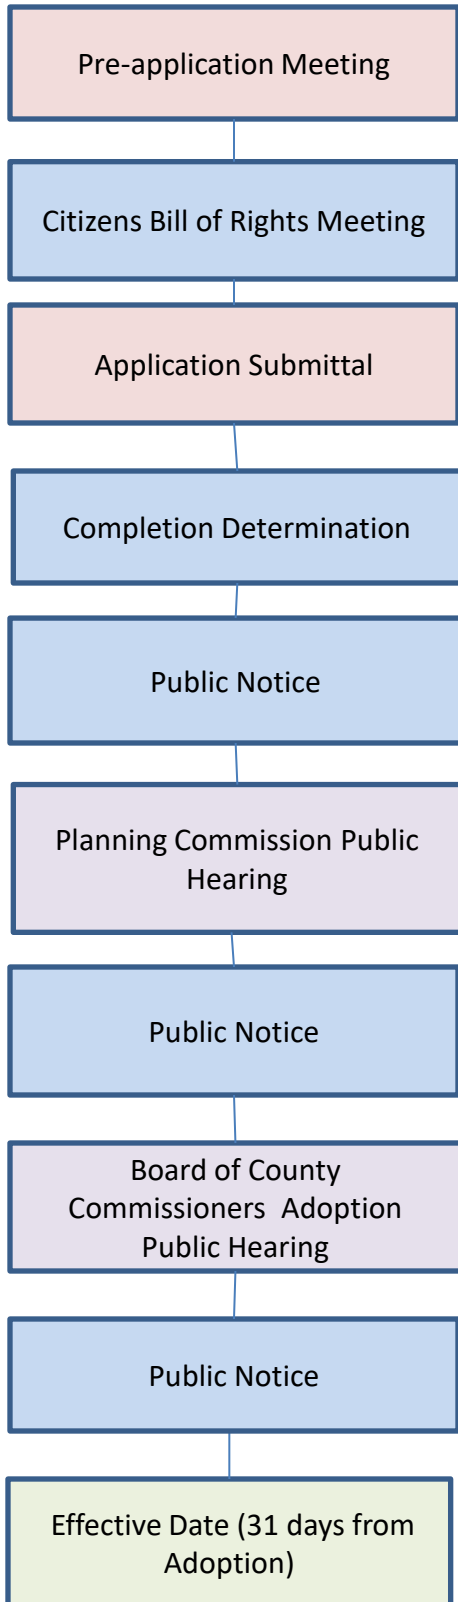 Pre-application Meeting
Citizens Bill of Rights Meeting
Application Submittal
Completion Determination
Public Notice
Planning Commission Public
Hearing
Public Notice
Board of County
Commissioners  Adoption
Public Hearing
Public Notice
Effective Date (31 days from
Adoption)